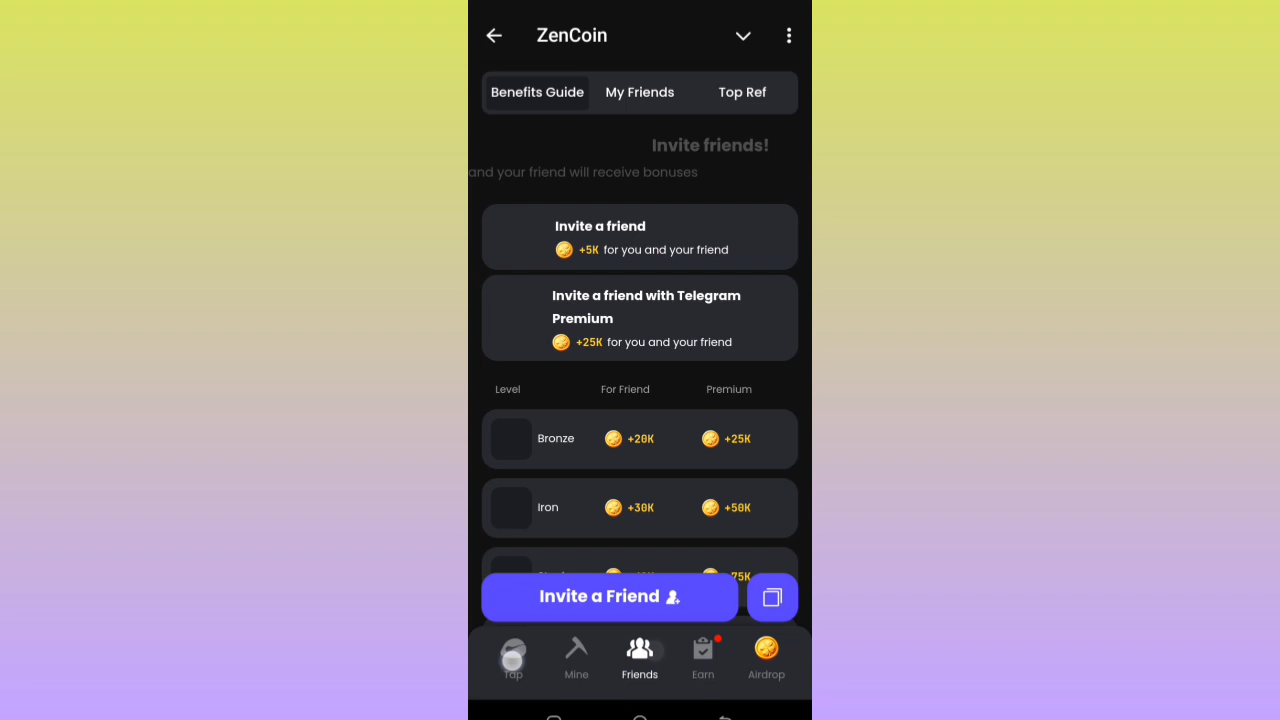 ZenCoin
Benefits Guide My Friends Top Ref
Invite friends!
and your friend will receive bonuses
Invite a friend
+5K for you and your friend
Invite a friend with Telegram
Premium
+25K for you and your friend
Level For Friend Premium
Bronze +20K +25K
Iron +30K +50K
+75K
Invite a Friend
Tap Mine Friends Earn Airdrop